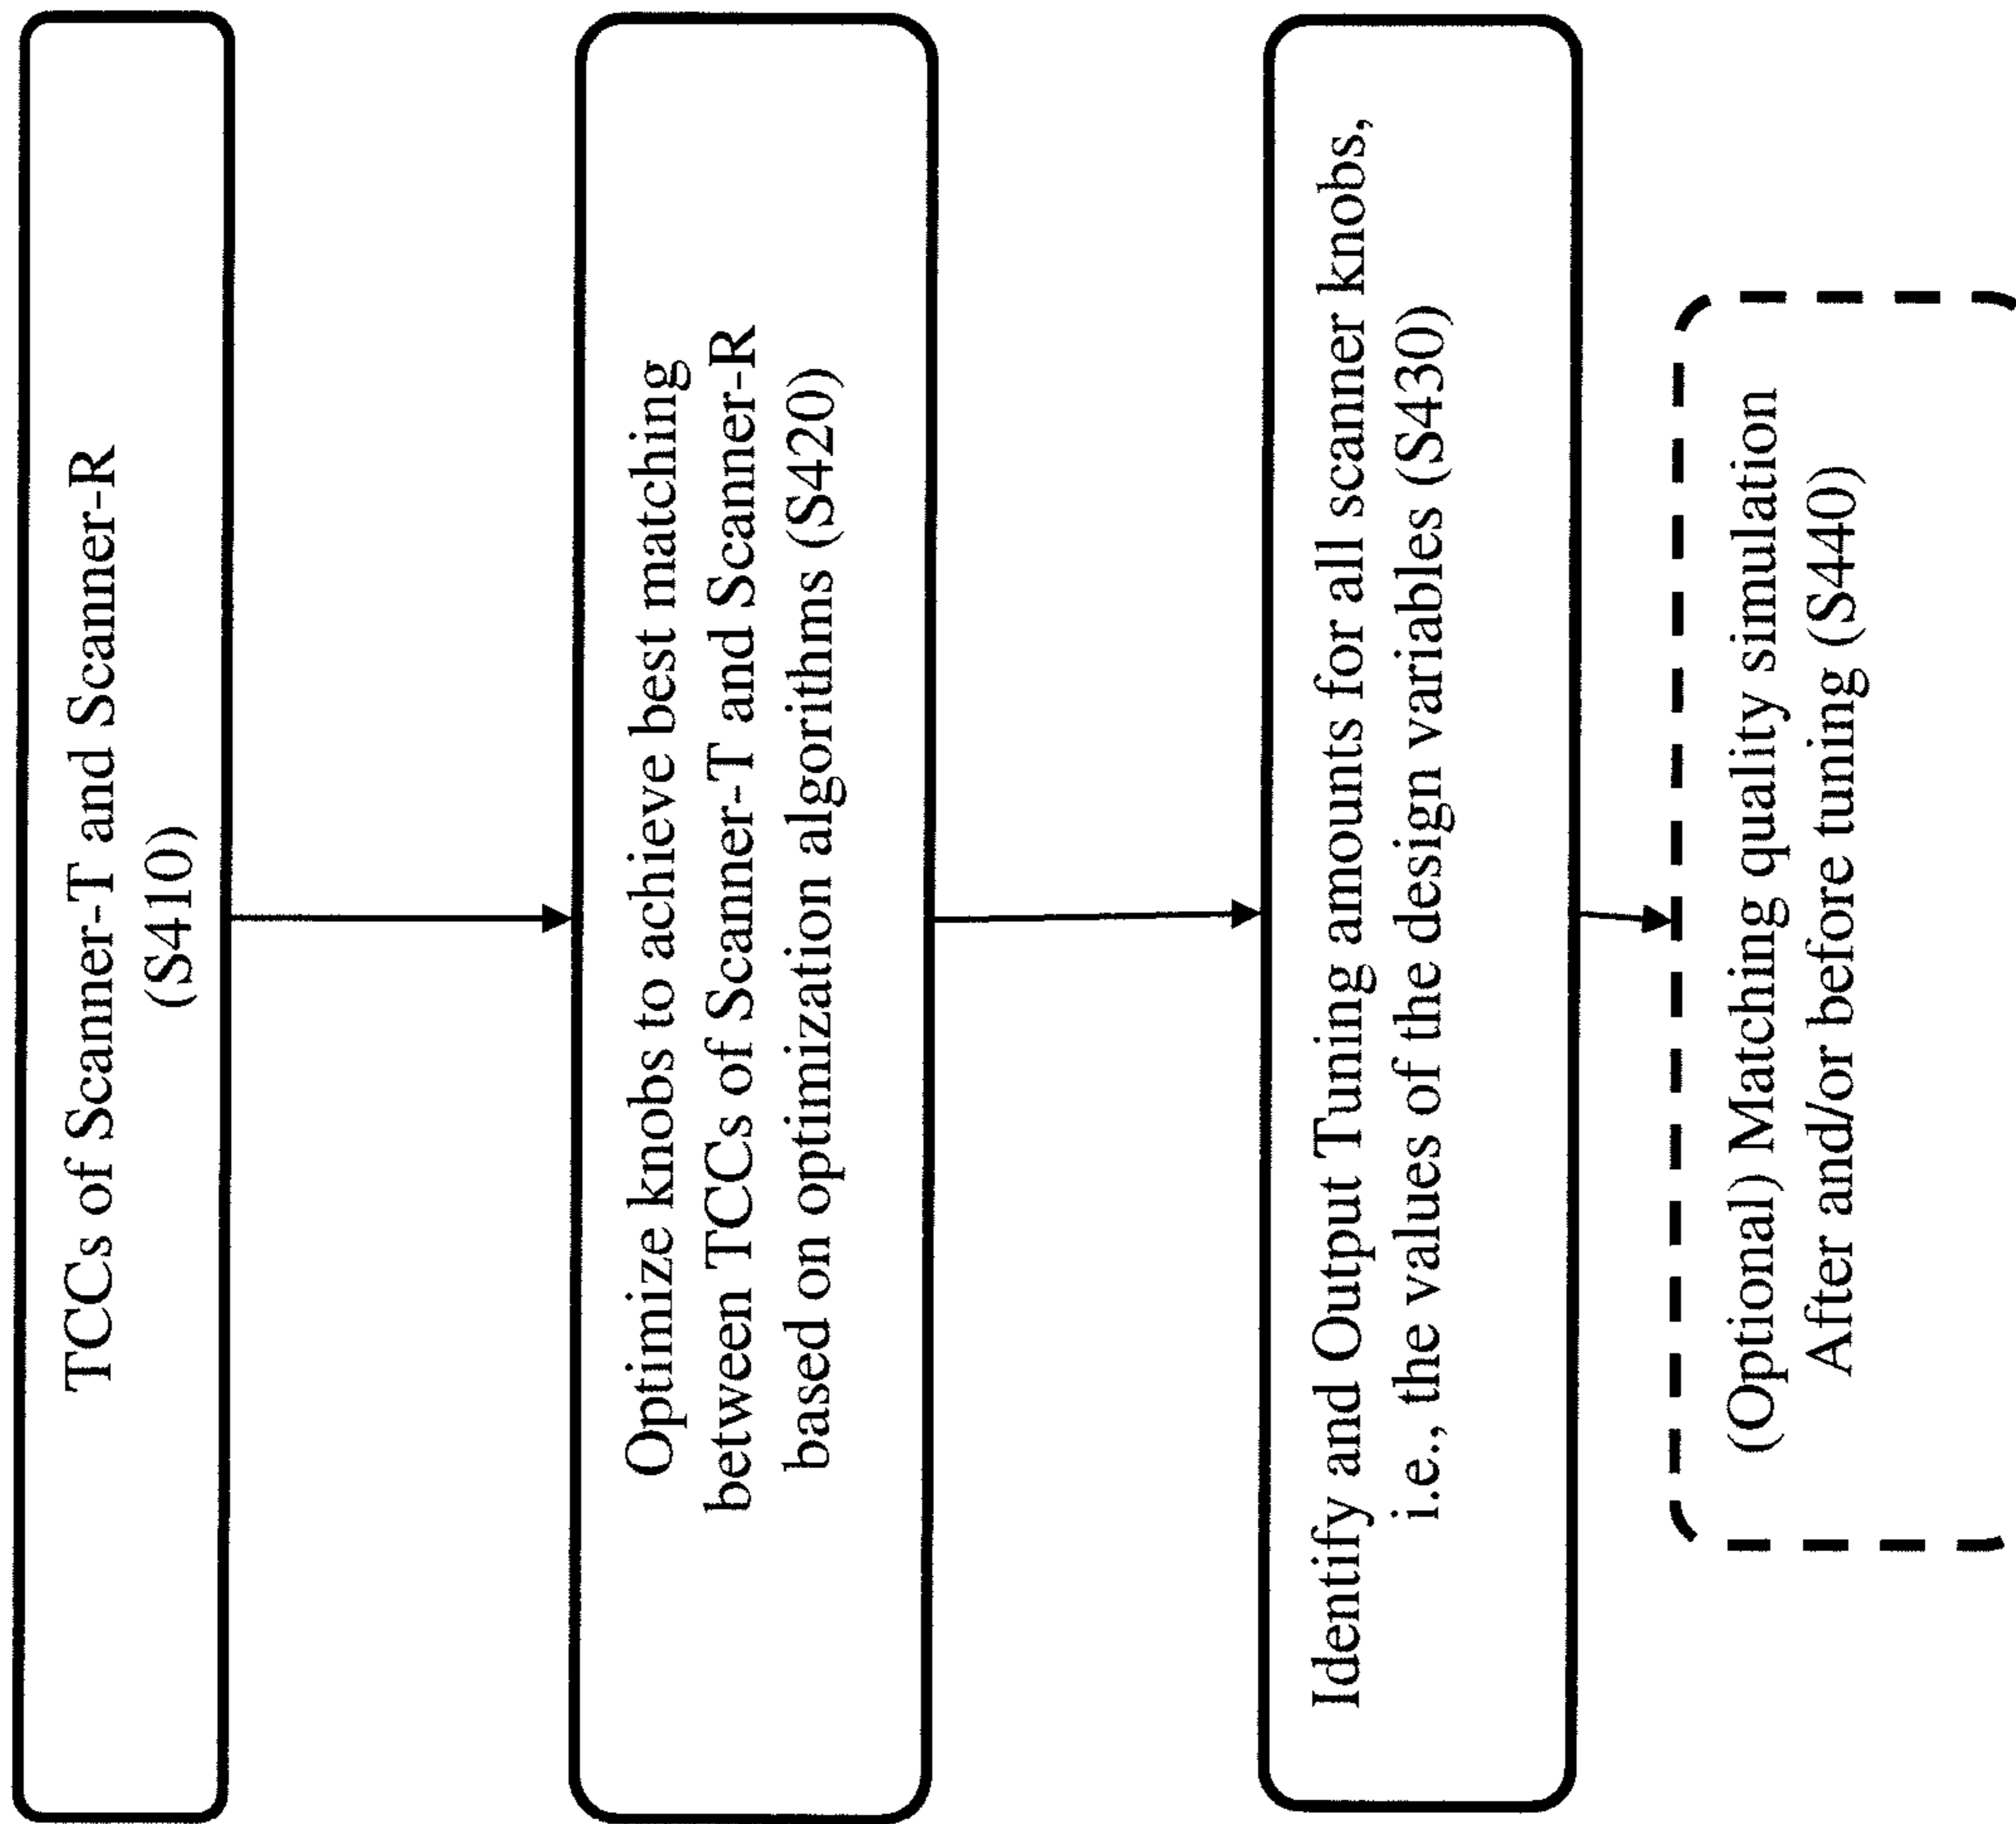 TCCs of Scanner-T and Scanner-R
(S410)
Optimize knobs to achieve best matching
between TCCs of Scanner-T and Scanner-R
based on optimization algorithms (S420)
Identify and Output Tuning amounts for all scanner knobs,
i.e., the values of the design variables (S430)
(Optional) Matching quality simulation
After and/or before tuning (S440)